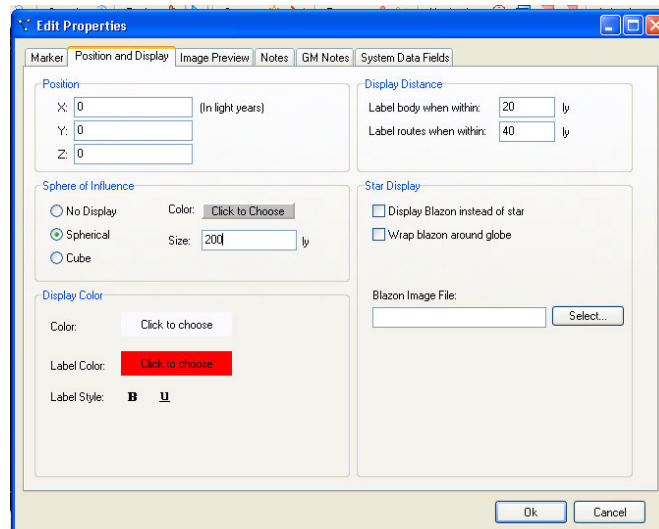 Edit Properties
Marker
Position and Display
Image Preview
Notes
GM Notes
System Data Fields
Position
X: 0 (In light years)
Y: 0
Z: 0
Display Distance
Label body when within: 20 ly
Label routes when within: 40 ly
Sphere of Influence
No Display
Color: Click to Choose
Spherical
Size: 200 ly
Cube
Star Display
Display Blazon instead of star
Wrap blazon around globe
Blazon Image File:
Select...
Display Color
Color: Click to choose
Label Color: Click to choose
Label Style: B U
Ok
Cancel